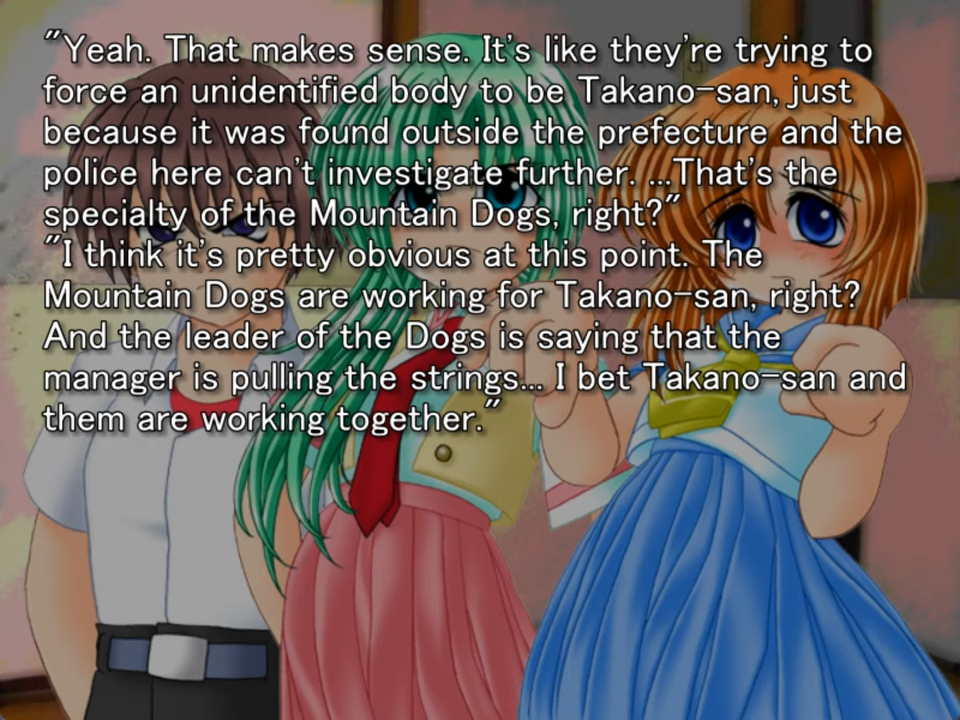 "Yeah. That makes sense. It's like they're trying to
force an unidentified body to be Takano-san, just
because it was found outside the prefecture and the
police here can't investigate further. ...That's the
specialty of the Mountain Dogs, right?"
"I think it's pretty obvious at this point. The
Mountain Dogs are working for Takano-san, right?
And the leader of the Dogs is saying that the
manager is pulling the strings... I bet Takano-san and
them are working together."